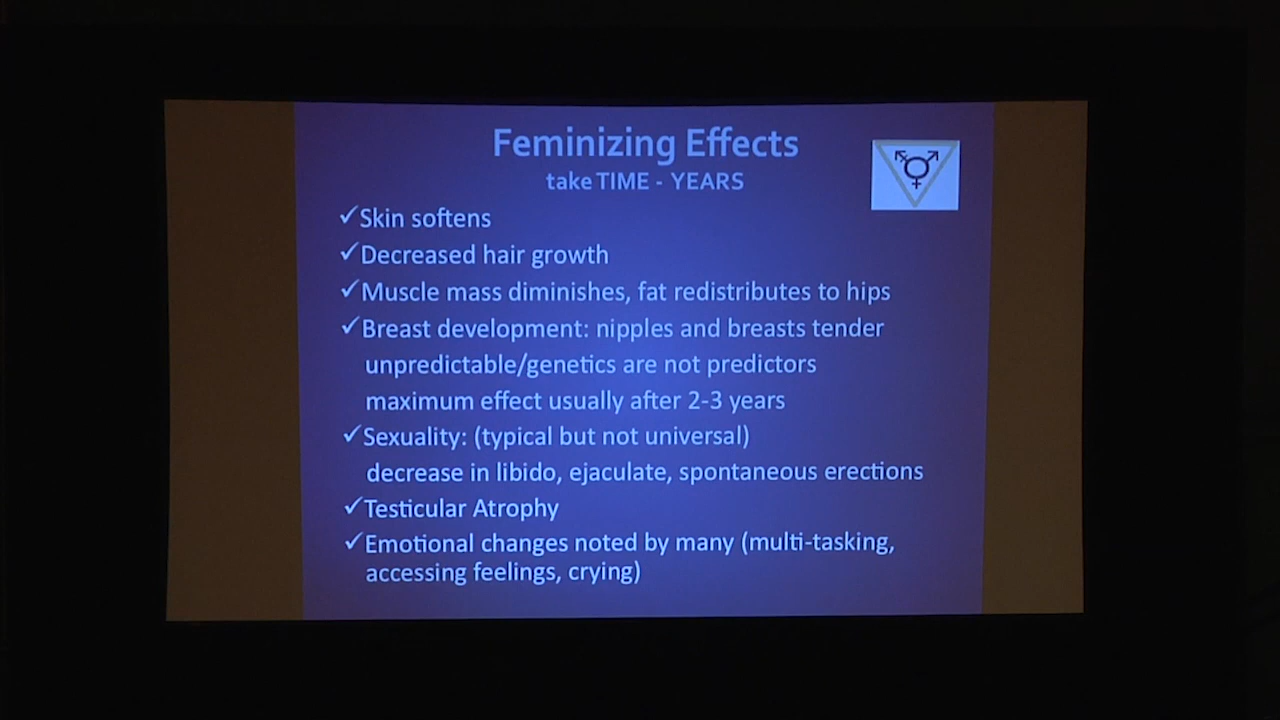 Feminizing Effects
take TIME - YEARS
✓Skin softens
✓Decreased hair growth
✓Muscle mass diminishes, fat redistributes to hips
✓Breast development: nipples and breasts tender
unpredictable/genetics are not predictors
maximum effect usually after 2-3 years
✓Sexuality: (typical but not universal)
decrease in libido, ejaculate, spontaneous erections
✓Testicular Atrophy
✓Emotional changes noted by many (multi-tasking,
accessing feelings, crying)